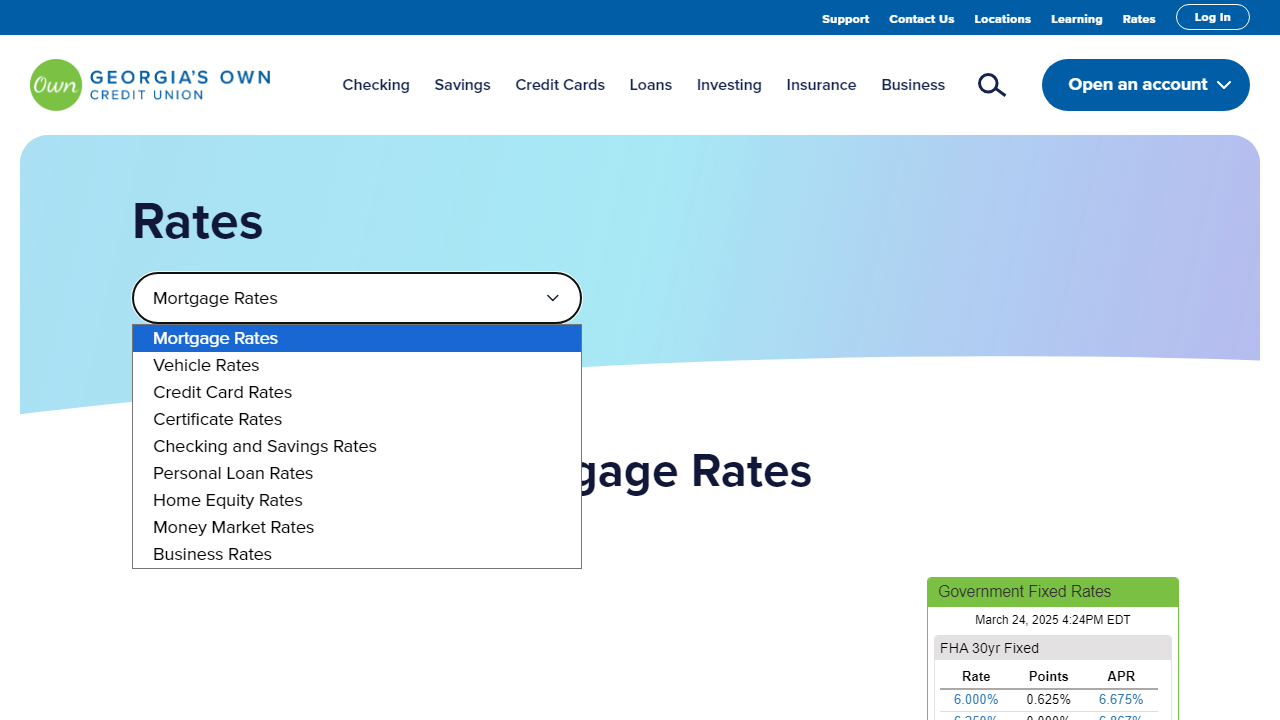 Support Contact Us Locations Learning Rates Log In
Own GEORGIA'S OWN
CREDIT UNION
Checking Savings Credit Cards Loans Investing Insurance Business Open an account
Rates
Mortgage Rates
Mortgage Rates
Vehicle Rates
Credit Card Rates
Certificate Rates
Checking and Savings Rates
Personal Loan Rates
Home Equity Rates
Money Market Rates
Business Rates
gage Rates
Government Fixed Rates
March 24, 2025 4:24PM EDT
FHA 30yr Fixed
Rate Points APR
6.000% 0.625% 6.675%